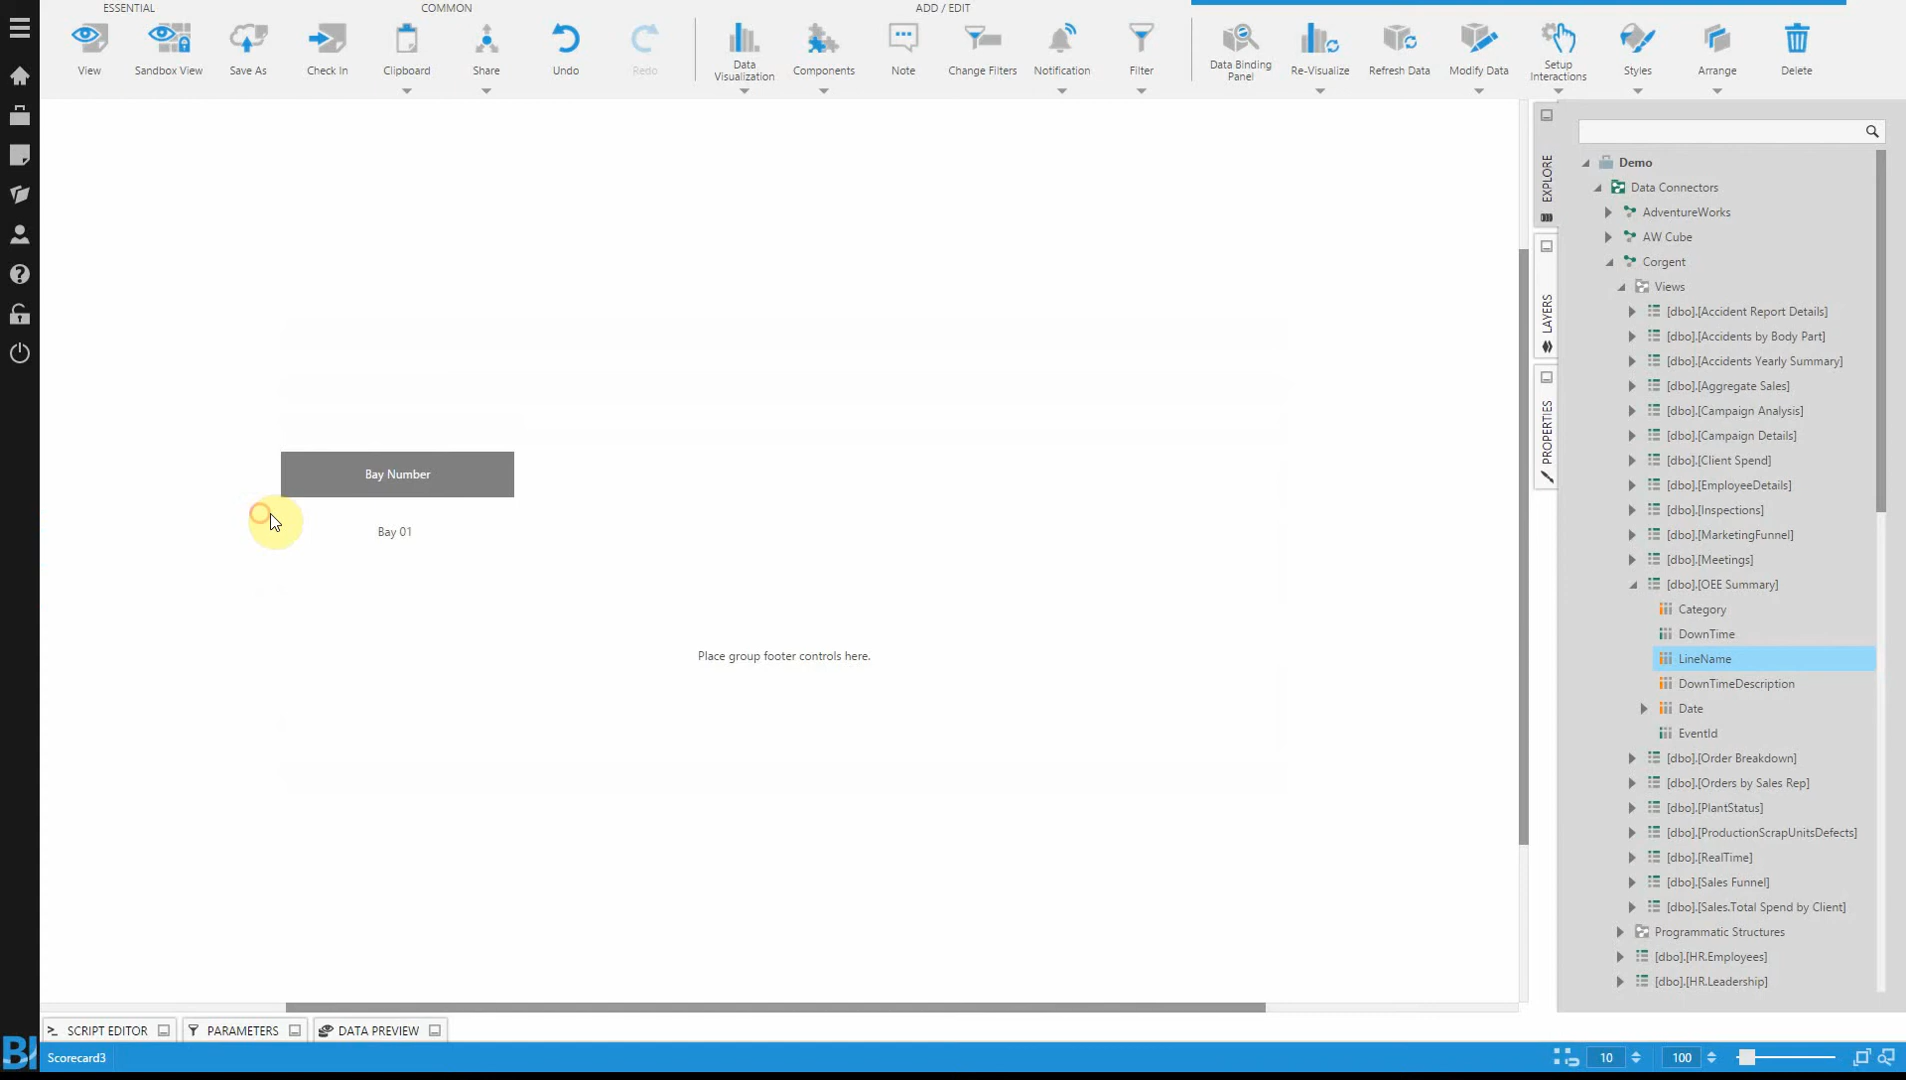 ESSENTIAL
COMMON
ADD / EDIT
View
Sandbox View
Save As
Check In
Clipboard
Share
Undo
Redo
Data
Visualization
Components
Note
Change Filters
Notification
Filter
Data Binding
Panel
Re-Visualize
Refresh Data
Modify Data
Setup
Interactions
Styles
Arrange
Delete
Bay Number
Bay 01
Place group footer controls here.
EXPLORE
LAYERS
PROPERTIES
Demo
Data Connectors
AdventureWorks
AW Cube
Corgent
Views
[dbo].[Accident Report Details]
[dbo].[Accidents by Body Part]
[dbo].[Accidents Yearly Summary]
[dbo].[Aggregate Sales]
[dbo].[Campaign Analysis]
[dbo].[Campaign Details]
[dbo].[Client Spend]
[dbo].[EmployeeDetails]
[dbo].[Inspections]
[dbo].[MarketingFunnel]
[dbo].[Meetings]
[dbo].[OEE Summary]
Category
DownTime
LineName
DownTimeDescription
Date
EventId
[dbo].[Order Breakdown]
[dbo].[Orders by Sales Rep]
[dbo].[PlantStatus]
[dbo].[ProductionScrapUnitsDefects]
[dbo].[RealTime]
[dbo].[Sales Funnel]
[dbo].[Sales.Total Spend by Client]
Programmatic Structures
[dbo].[HR.Employees]
[dbo].[HR.Leadership]
SCRIPT EDITOR
PARAMETERS
DATA PREVIEW
BI
Scorecard3
10
100